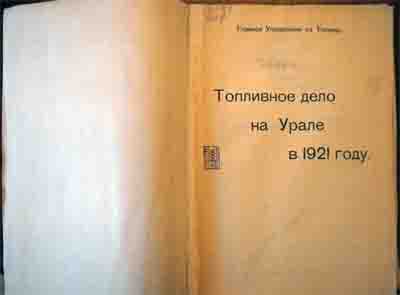 Главное Управление по Топливу.
Топливное дело
на Урале
в 1921 году.